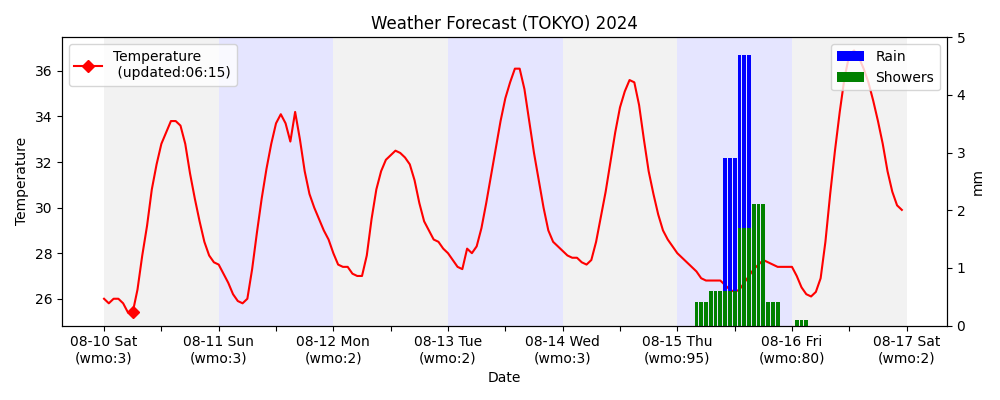 Weather Forecast (TOKYO) 2024
Temperature
(updated:06:15)
Rain
Showers
Temperature
36
34
32
30
28
26
5
4
3
2
1
0
mm
08-10 Sat
(wmo:3)
08-11 Sun
(wmo:3)
08-12 Mon
(wmo:2)
08-13 Tue
(wmo:2)
08-14 Wed
(wmo:3)
08-15 Thu
(wmo:95)
08-16 Fri
(wmo:80)
08-17 Sat
(wmo:2)
Date